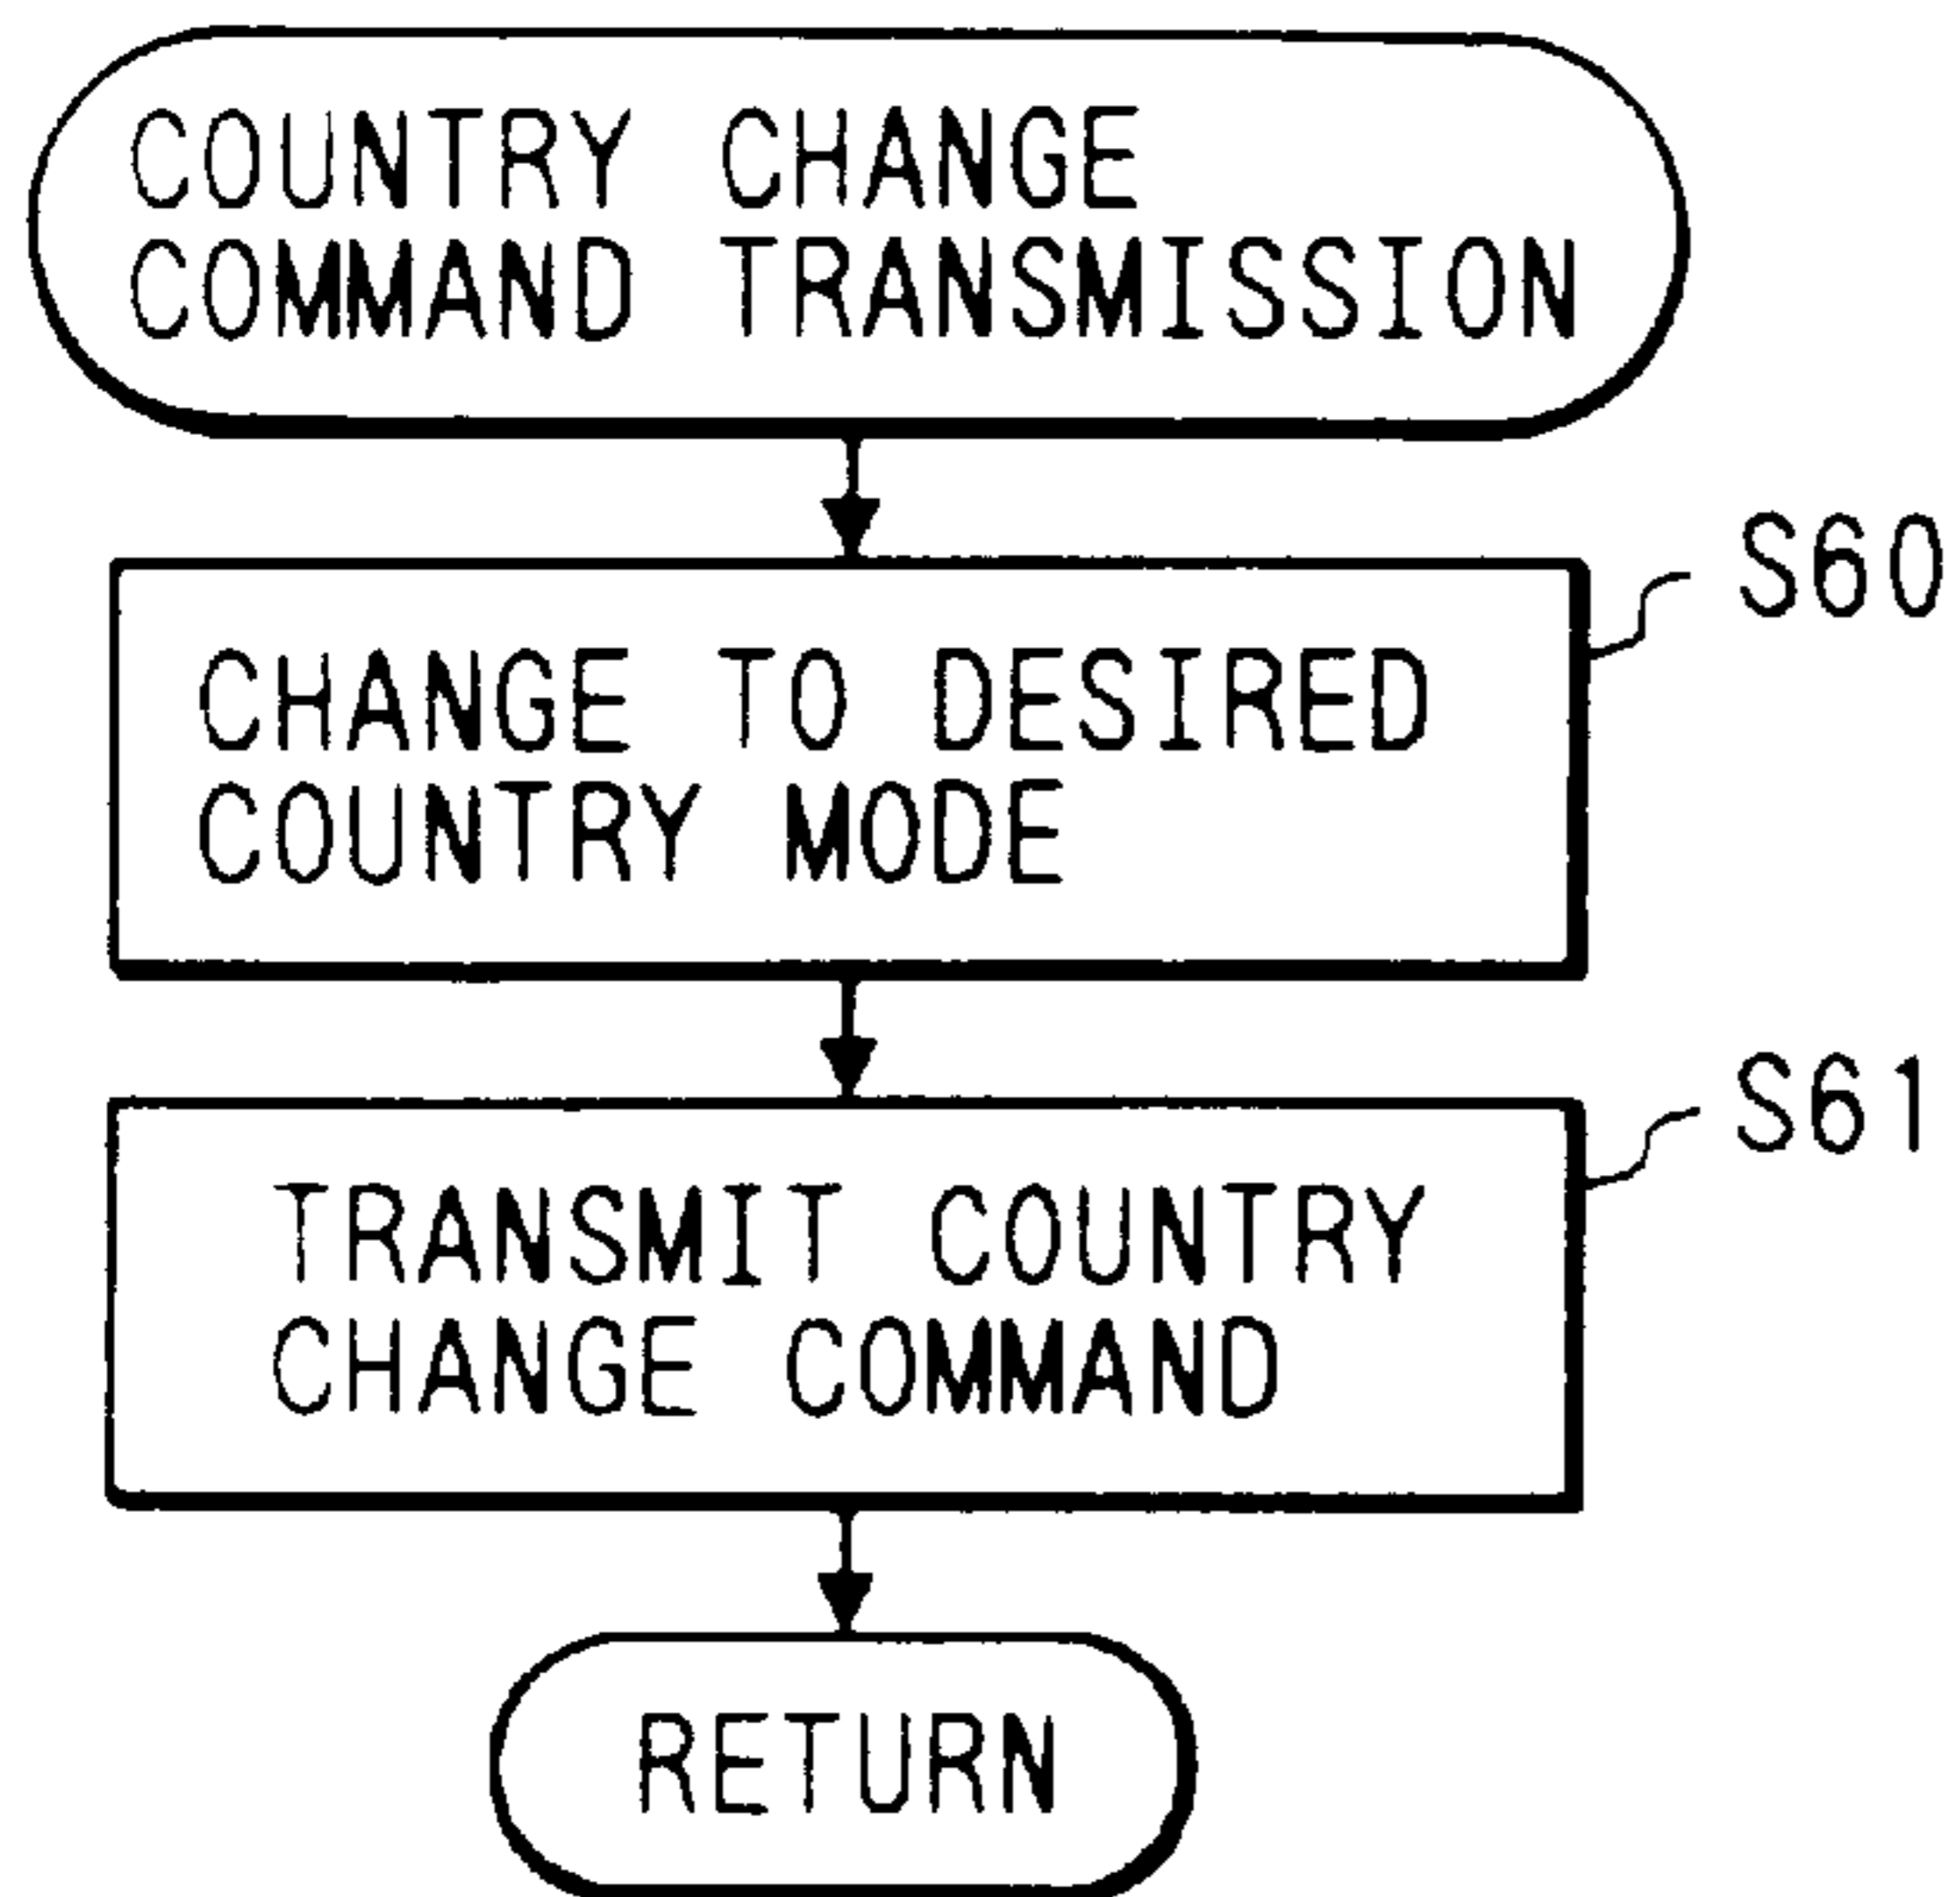 COUNTRY CHANGE
COMMAND TRANSMISSION
S60
CHANGE TO DESIRED
COUNTRY MODE
S61
TRANSMIT COUNTRY
CHANGE COMMAND
RETURN